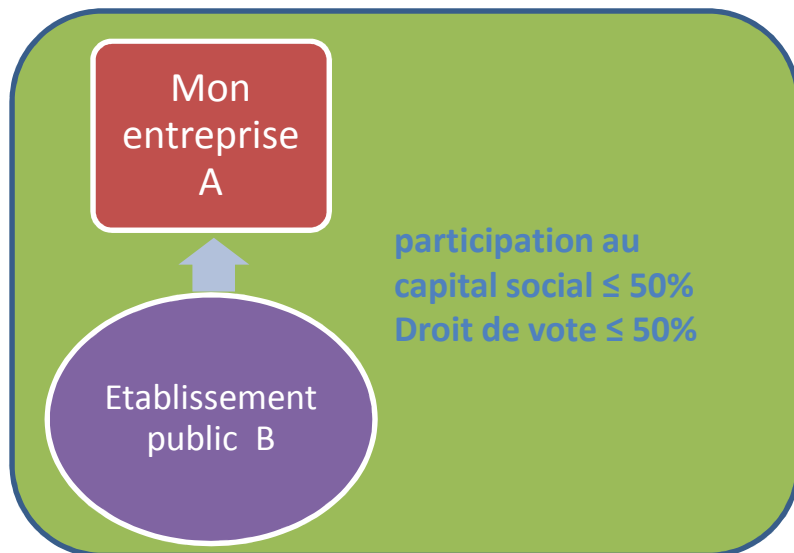 Mon
entreprise
A
participation au
capital social ≤ 50%
Droit de vote ≤ 50%
Etablissement
public B